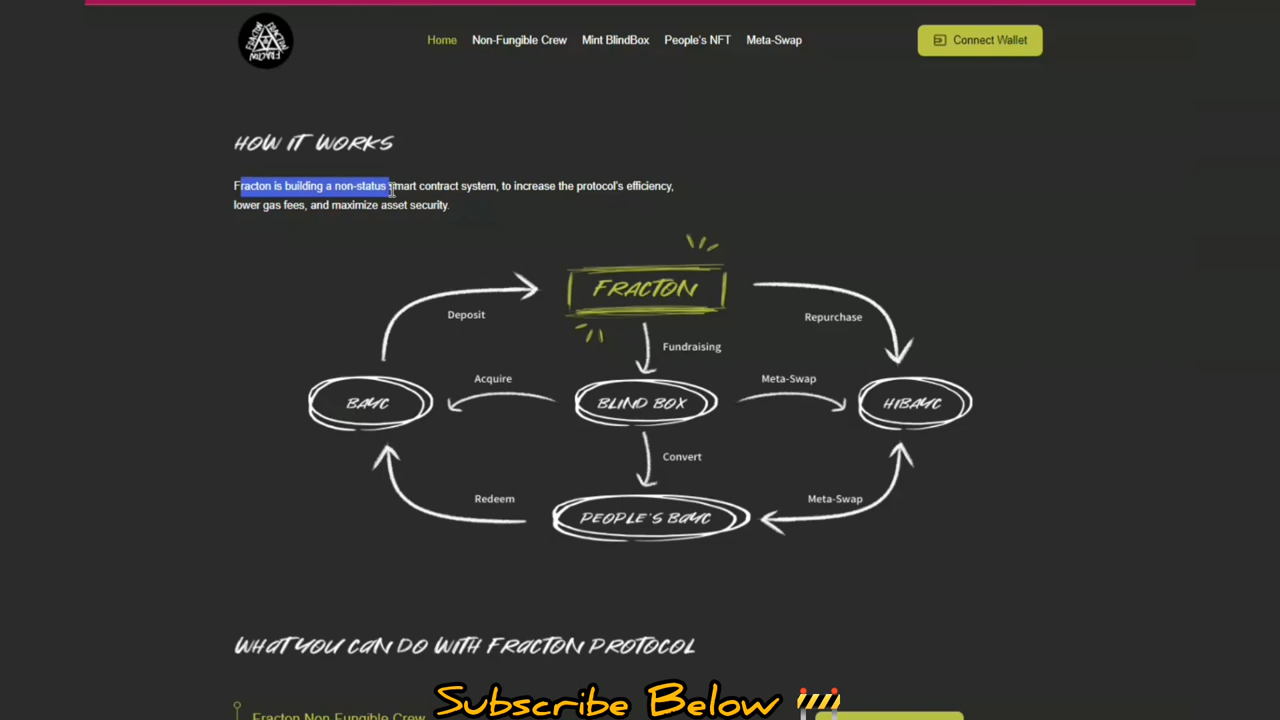 FRACTON FRACTON FRACTON
Home Non-Fungible Crew Mint BlindBox People's NFT Meta-Swap Connect Wallet
HOW IT WORKS
Fracton is building a non-status smart contract system, to increase the protocol's efficiency,
lower gas fees, and maximize asset security.
FRACTON
Deposit
Repurchase
Fundraising
Acquire
Meta-Swap
BAYC
BLIND BOX
HIBAYC
Convert
Redeem
Meta-Swap
PEOPLE'S BAYC
WHAT YOU CAN DO WITH FRACTON PROTOCOL
Subscribe Below
Fracton Non Fungible Crew